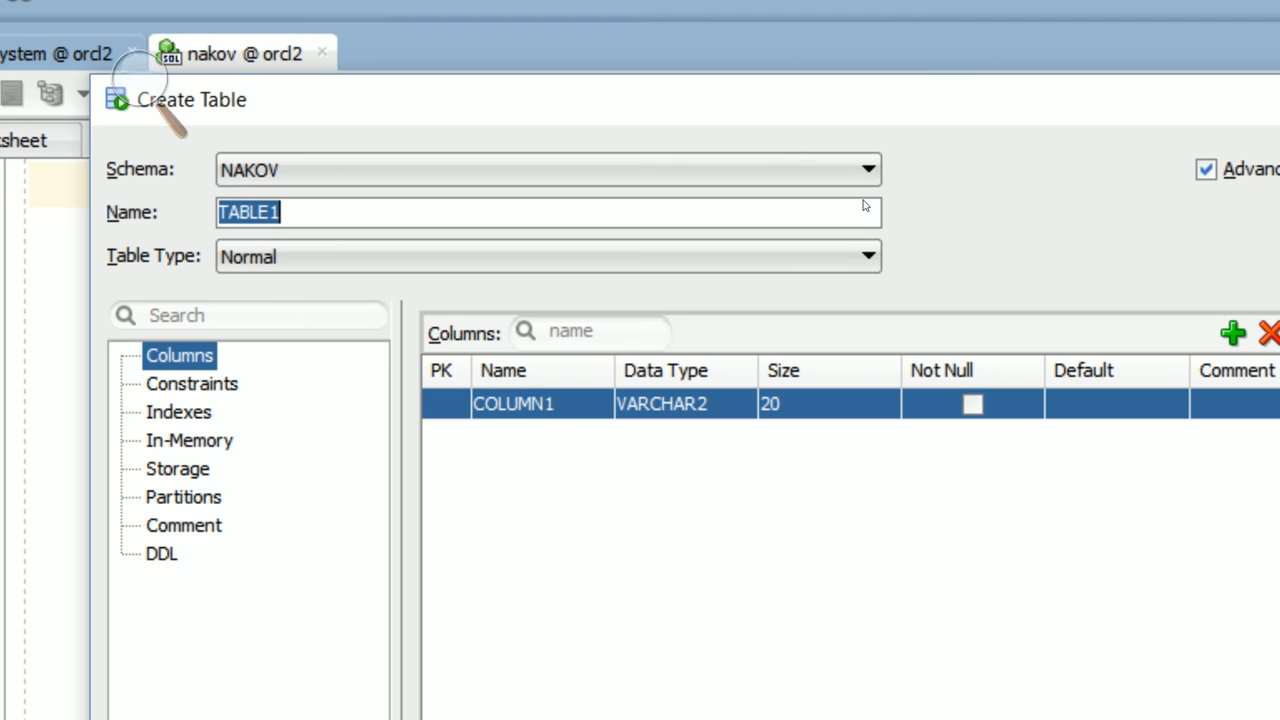 ystem @ orcl2
SQL nakov @ orcl2
Create Table
sheet
Schema: NAKOV
Advanc
Name: TABLE1
Table Type: Normal
Search
Columns: name
Columns
Constraints
Indexes
In-Memory
Storage
Partitions
Comment
DDL
PK Name Data Type Size Not Null Default Comment
COLUMN1 VARCHAR2 20